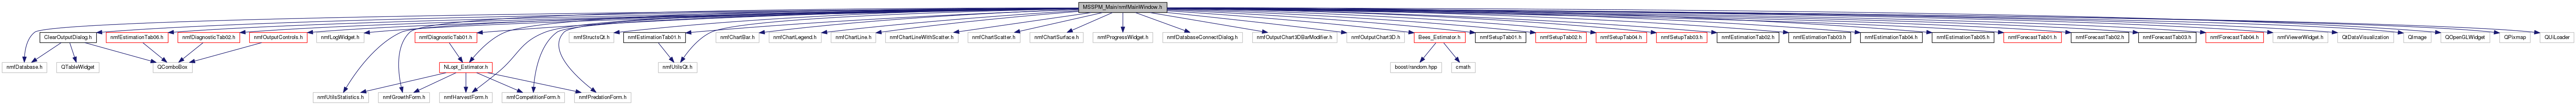 MSSPM_Main/nmfMainWindow.h
ClearOutputDialog.h
nmfEstimationTab06.h
nmfDiagnosticTab02.h
nmfOutputControls.h
nmfLogWidget.h
nmfDiagnosticTab01.h
nmfStructsQt.h
nmfEstimationTab01.h
nmfChartBar.h
nmfChartLegend.h
nmfChartLine.h
nmfChartLineWithScatter.h
nmfChartScatter.h
nmfChartSurface.h
nmfProgressWidget.h
nmfDatabaseConnectDialog.h
nmfOutputChart3DBarModifier.h
nmfOutputChart3D.h
Bees_Estimator.h
nmfSetupTab01.h
nmfSetupTab02.h
nmfSetupTab04.h
nmfSetupTab03.h
nmfEstimationTab02.h
nmfEstimationTab03.h
nmfEstimationTab04.h
nmfEstimationTab05.h
nmfForecastTab01.h
nmfForecastTab02.h
nmfForecastTab03.h
nmfForecastTab04.h
nmfViewerWidget.h
QtDataVisualization
QImage
QOpenGLWidget
QPixmap
QUiLoader
nmfDatabase.h
QTableWidget
QComboBox
NLopt_Estimator.h
nmfUtilsQt.h
boost/random.hpp
cmath
nmfUtilsStatistics.h
nmfGrowthForm.h
nmfHarvestForm.h
nmfCompetitionForm.h
nmfPredationForm.h